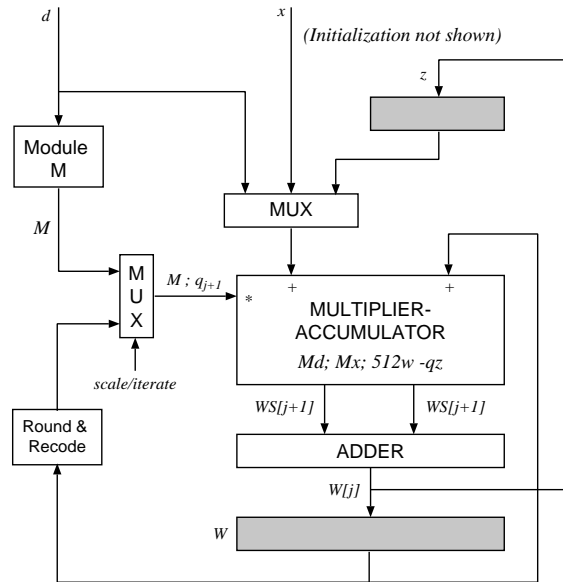 d
x
(Initialization not shown)
z
Module
M
MUX
M
M
U
X
M ; q_{j+1}
*
+
+
MULTIPLIER-
ACCUMULATOR
Md; Mx; 512w -qz
scale/iterate
WS[j+1]
WS[j+1]
Round &
Recode
ADDER
W[j]
W